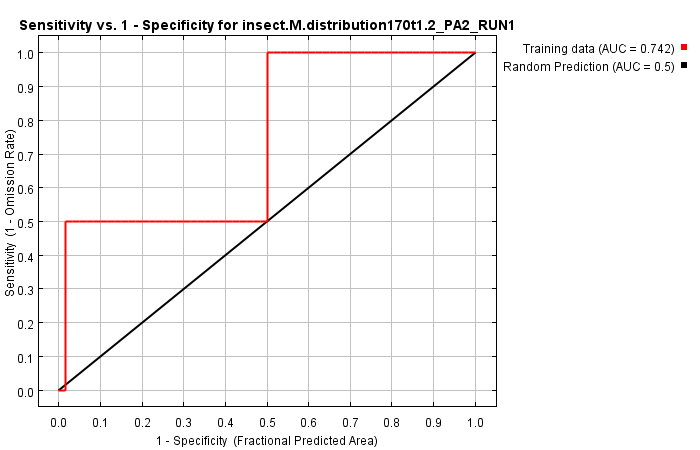 Sensitivity vs. 1 - Specificity for insect.M.distribution170t1.2_PA2_RUN1
Training data (AUC = 0.742)
Random Prediction (AUC = 0.5)
Sensitivity (1 - Omission Rate)
1.0
0.9
0.8
0.7
0.6
0.5
0.4
0.3
0.2
0.1
0.0
0.0 0.1 0.2 0.3 0.4 0.5 0.6 0.7 0.8 0.9 1.0
1 - Specificity (Fractional Predicted Area)